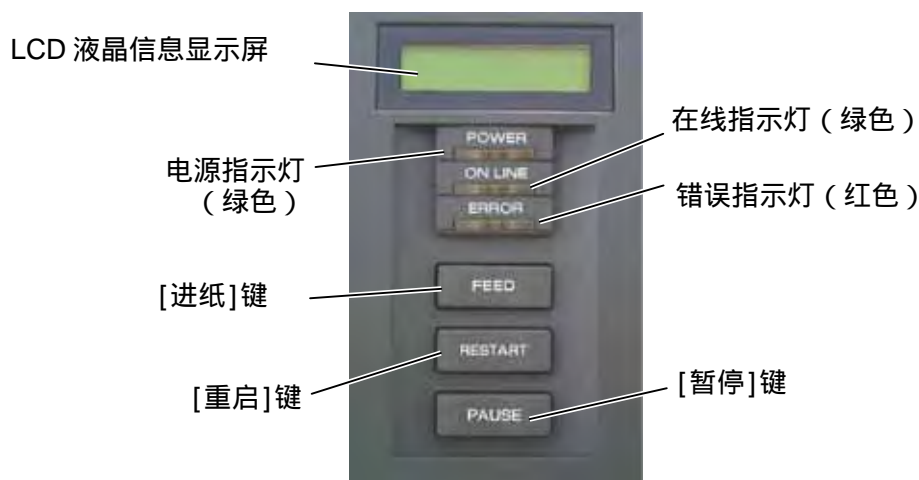 LCD 液晶信息显示屏
POWER
在线指示灯（绿色）
电源指示灯
（绿色）
ON LINE
ERROR
错误指示灯（红色）
[进纸]键
FEED
RESTART
[重启]键
[暂停]键
PAUSE